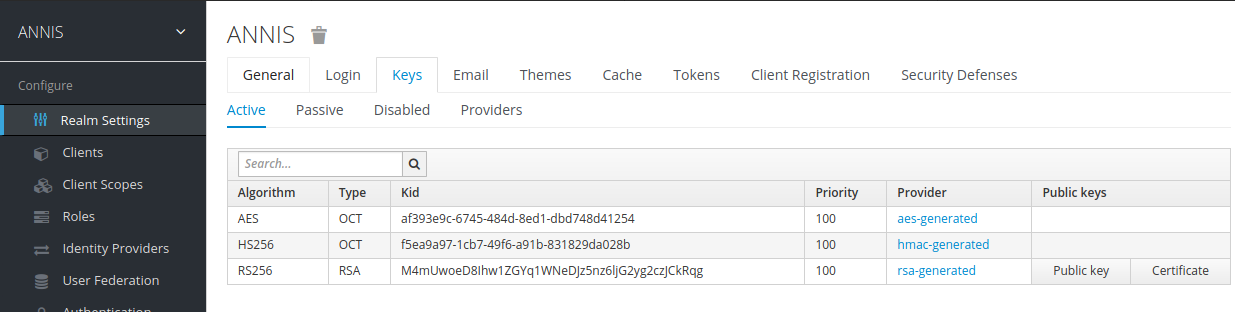 ANNIS
Configure
Realm Settings
Clients
Client Scopes
Roles
Identity Providers
User Federation
Authentication
ANNIS
General Login Keys Email Themes Cache Tokens Client Registration Security Defenses
Active Passive Disabled Providers
Search...
Algorithm Type Kid Priority Provider Public keys
AES OCT af393e9c-6745-484d-8ed1-dbd748d41254 100 aes-generated
HS256 OCT f5ea9a97-1cb7-49f6-a91b-831829da028b 100 hmac-generated
RS256 RSA M4mUwoeD8Ihw1ZGYq1WNeDJz5nz6ljG2yg2czJCkRqg 100 rsa-generated Public key Certificate